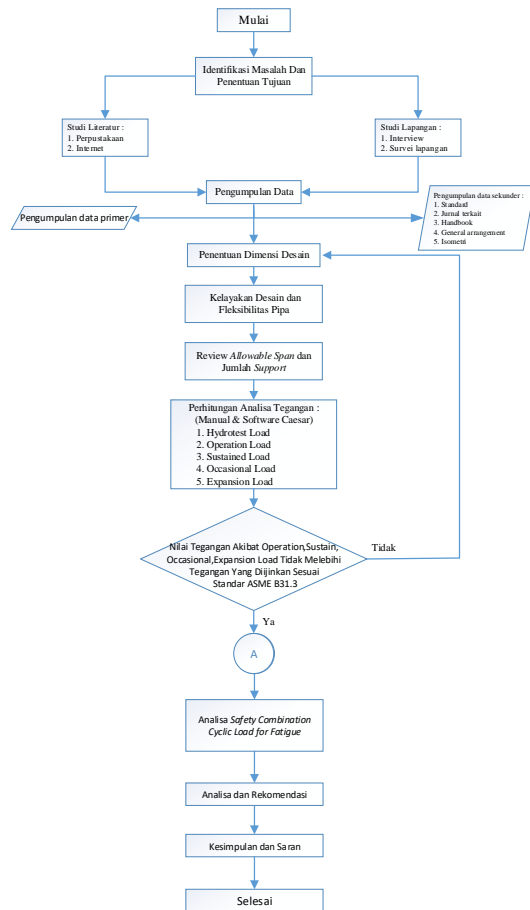 Mulai
Identifikasi Masalah Dan
Penentuan Tujuan
Studi Literatur :
1. Perpustakaan
2. Internet
Studi Lapangan :
1. Interview
2. Survei lapangan
Pengumpulan Data
Pengumpulan data primer
Pengumpulan data sekunder :
1. Standard
2. Jurnal terkait
3. Handbook
4. General arrangement
5. Isometri
Penentuan Dimensi Desain
Kelayakan Desain dan
Fleksibilitas Pipa
Review Allowable Span dan
Jumlah Support
Perhitungan Analisa Tegangan :
(Manual & Software Caesar)
1. Hydrotest Load
2. Operation Load
3. Sustained Load
4. Occasional Load
5. Expansion Load
Nilai Tegangan Akibat Operation,Sustain,
Occasional,Expansion Load Tidak Melebihi
Tegangan Yang Diijinkan Sesuai
Standar ASME B31.3
Tidak
Ya
A
Analisa Safety Combination
Cyclic Load for Fatigue
Analisa dan Rekomendasi
Kesimpulan dan Saran
Selesai